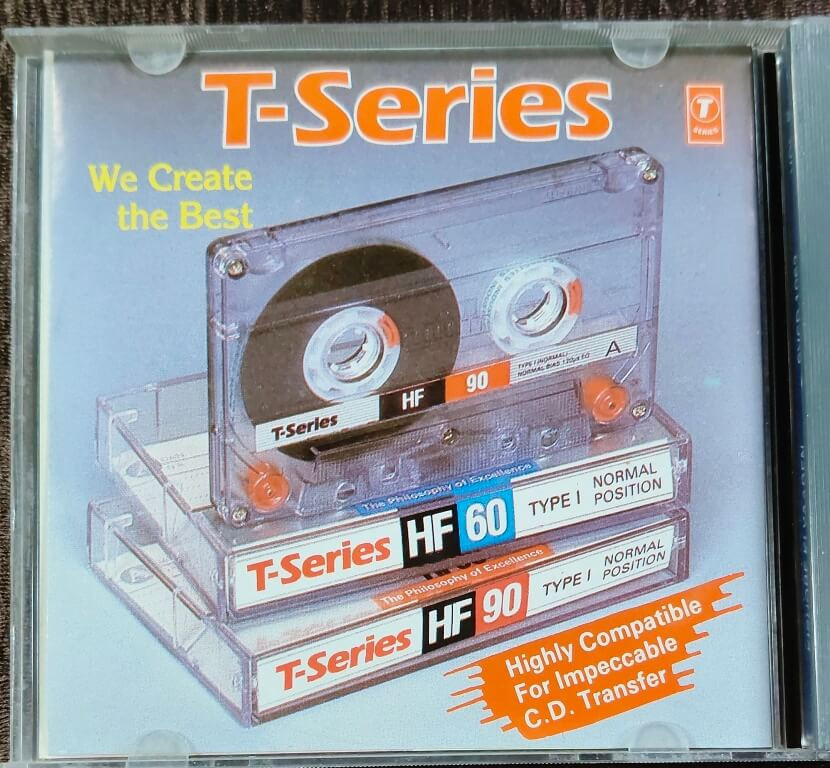 T-Series
T
SERIES
We Create
the Best
A
TYPE I (NORMAL)
NORMAL BIAS 120µs EQ
90
HF
T-Series
The Philosophy of Excellence
T-Series HF 60 TYPE I NORMAL POSITION
The Philosophy of Excellence
T-Series HF 90 TYPE I NORMAL POSITION
Highly Compatible
For Impeccable
C.D. Transfer